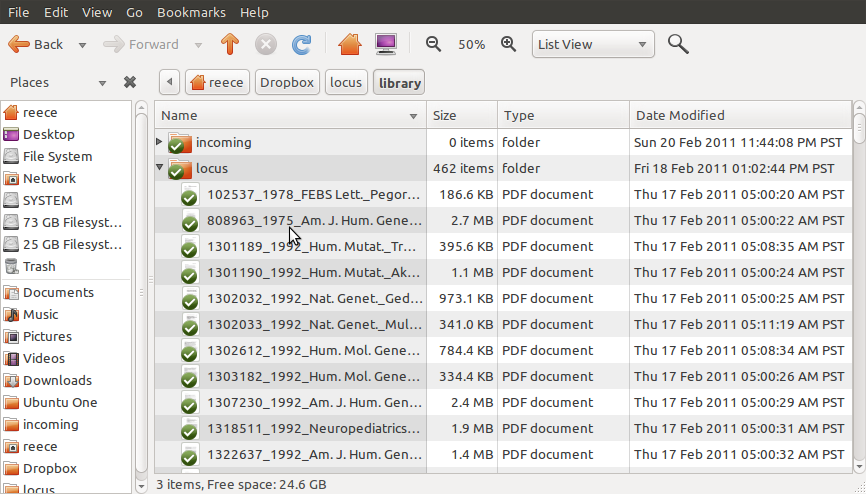 File Edit View Go Bookmarks Help
Back Forward 50% List View
Places reece Dropbox locus library
Name Size Type Date Modified
reece
Desktop
File System
Network
SYSTEM
73 GB Filesyst...
25 GB Filesyst...
Trash
Documents
Music
Pictures
Videos
Downloads
Ubuntu One
incoming
reece
Dropbox
locus
incoming 0 items folder Sun 20 Feb 2011 11:44:08 PM PST
locus 462 items folder Fri 18 Feb 2011 01:02:44 PM PST
102537_1978_FEBS Lett._Pegor... 186.6 KB PDF document Thu 17 Feb 2011 05:00:20 AM PST
808963_1975_Am. J. Hum. Gene... 2.7 MB PDF document Thu 17 Feb 2011 05:00:22 AM PST
1301189_1992_Hum. Mutat._Tr... 395.6 KB PDF document Thu 17 Feb 2011 05:08:35 AM PST
1301190_1992_Hum. Mutat._Ak... 1.1 MB PDF document Thu 17 Feb 2011 05:00:24 AM PST
1302032_1992_Nat. Genet._Ged... 973.1 KB PDF document Thu 17 Feb 2011 05:00:25 AM PST
1302033_1992_Nat. Genet._Mul... 341.0 KB PDF document Thu 17 Feb 2011 05:11:19 AM PST
1302612_1992_Hum. Mol. Gene... 784.4 KB PDF document Thu 17 Feb 2011 05:08:34 AM PST
1303182_1992_Hum. Mol. Gene... 334.4 KB PDF document Thu 17 Feb 2011 05:00:26 AM PST
1307230_1992_Am. J. Hum. Gen... 2.4 MB PDF document Thu 17 Feb 2011 05:00:29 AM PST
1318511_1992_Neuropediatrics... 1.9 MB PDF document Thu 17 Feb 2011 05:00:31 AM PST
1322637_1992_Am. J. Hum. Gen... 1.4 MB PDF document Thu 17 Feb 2011 05:00:32 AM PST
3 items, Free space: 24.6 GB